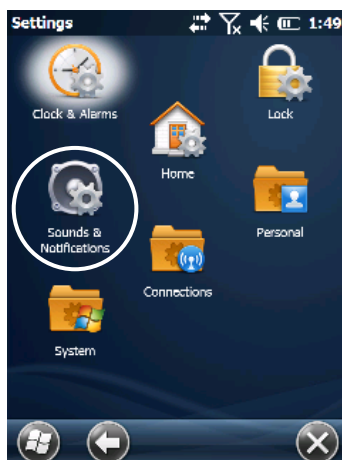 Settings 1:49
Clock & Alarms
Lock
Home
Sounds &
Notifications
Personal
Connections
System